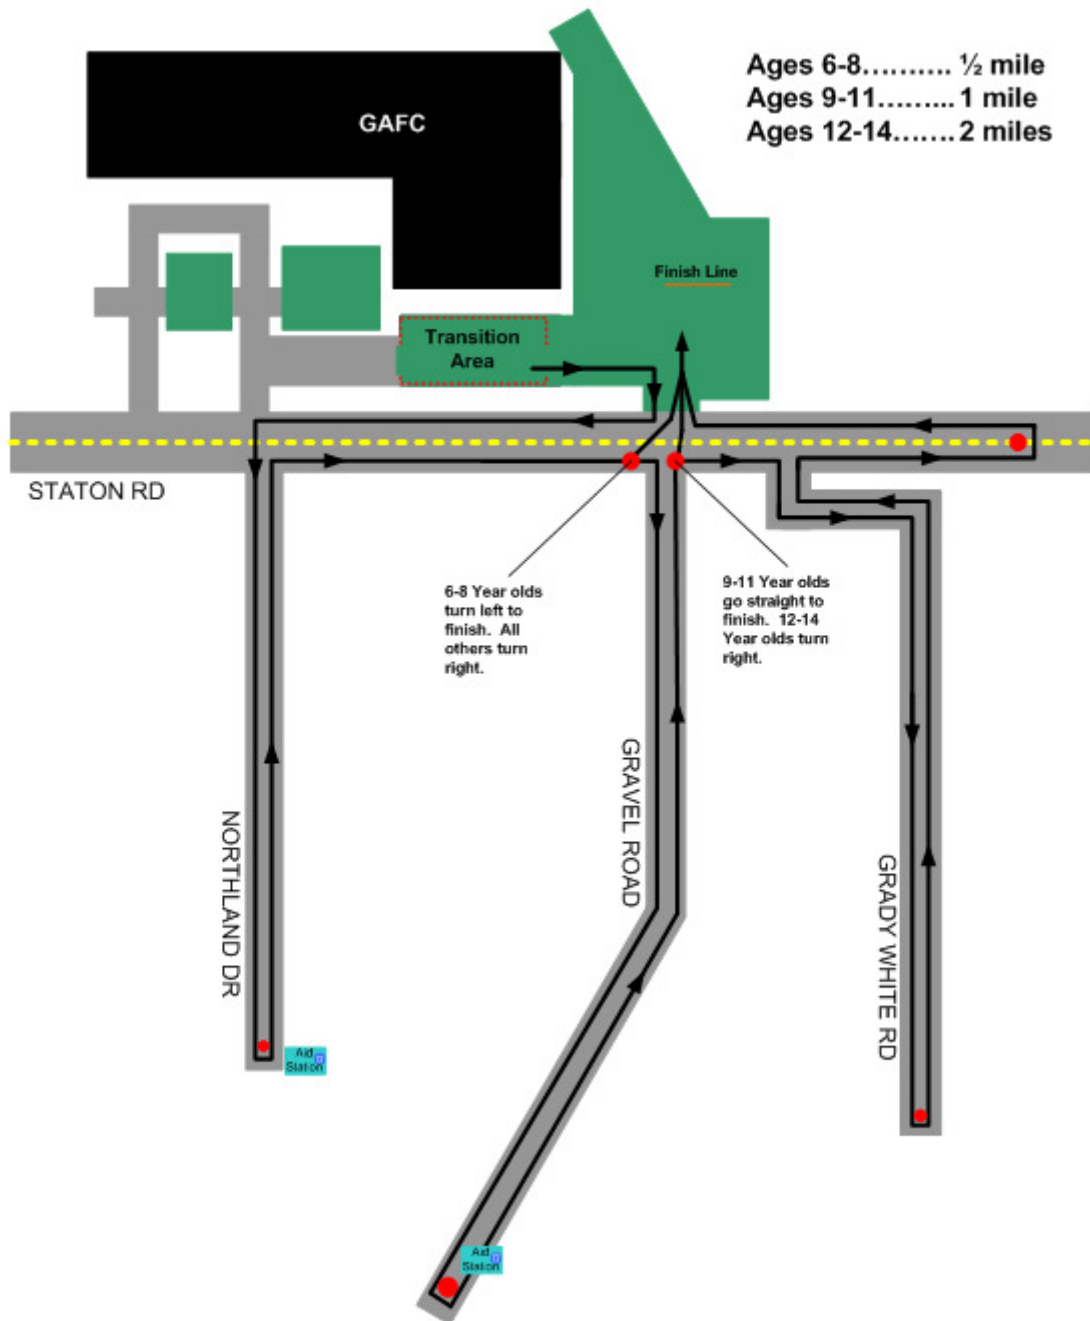 Ages 6-8.......... ½ mile
Ages 9-11......... 1 mile
Ages 12-14....... 2 miles
GAFC
Finish Line
Transition
Area
STATON RD
6-8 Year olds
turn left to
finish. All
others turn
right.
9-11 Year olds
go straight to
finish. 12-14
Year olds turn
right.
NORTHLAND DR
GRAVEL ROAD
GRADY WHITE RD
Aid
Station
Aid
Station